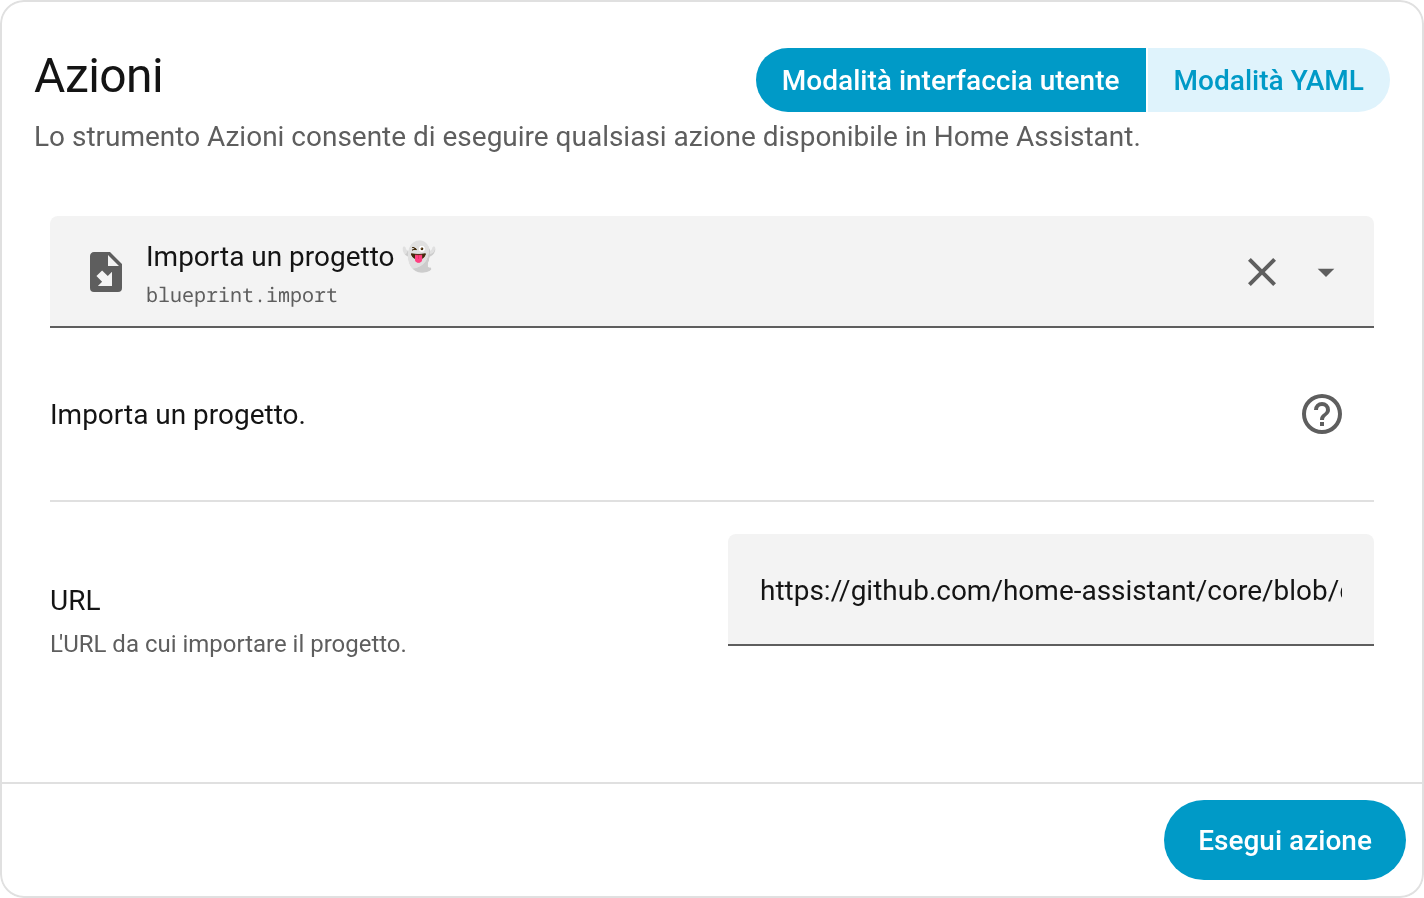 Azioni
Modalità interfaccia utente
Modalità YAML
Lo strumento Azioni consente di eseguire qualsiasi azione disponibile in Home Assistant.
Importa un progetto 👻
blueprint.import
Importa un progetto.
URL
L'URL da cui importare il progetto.
https://github.com/home-assistant/core/blob/
Esegui azione